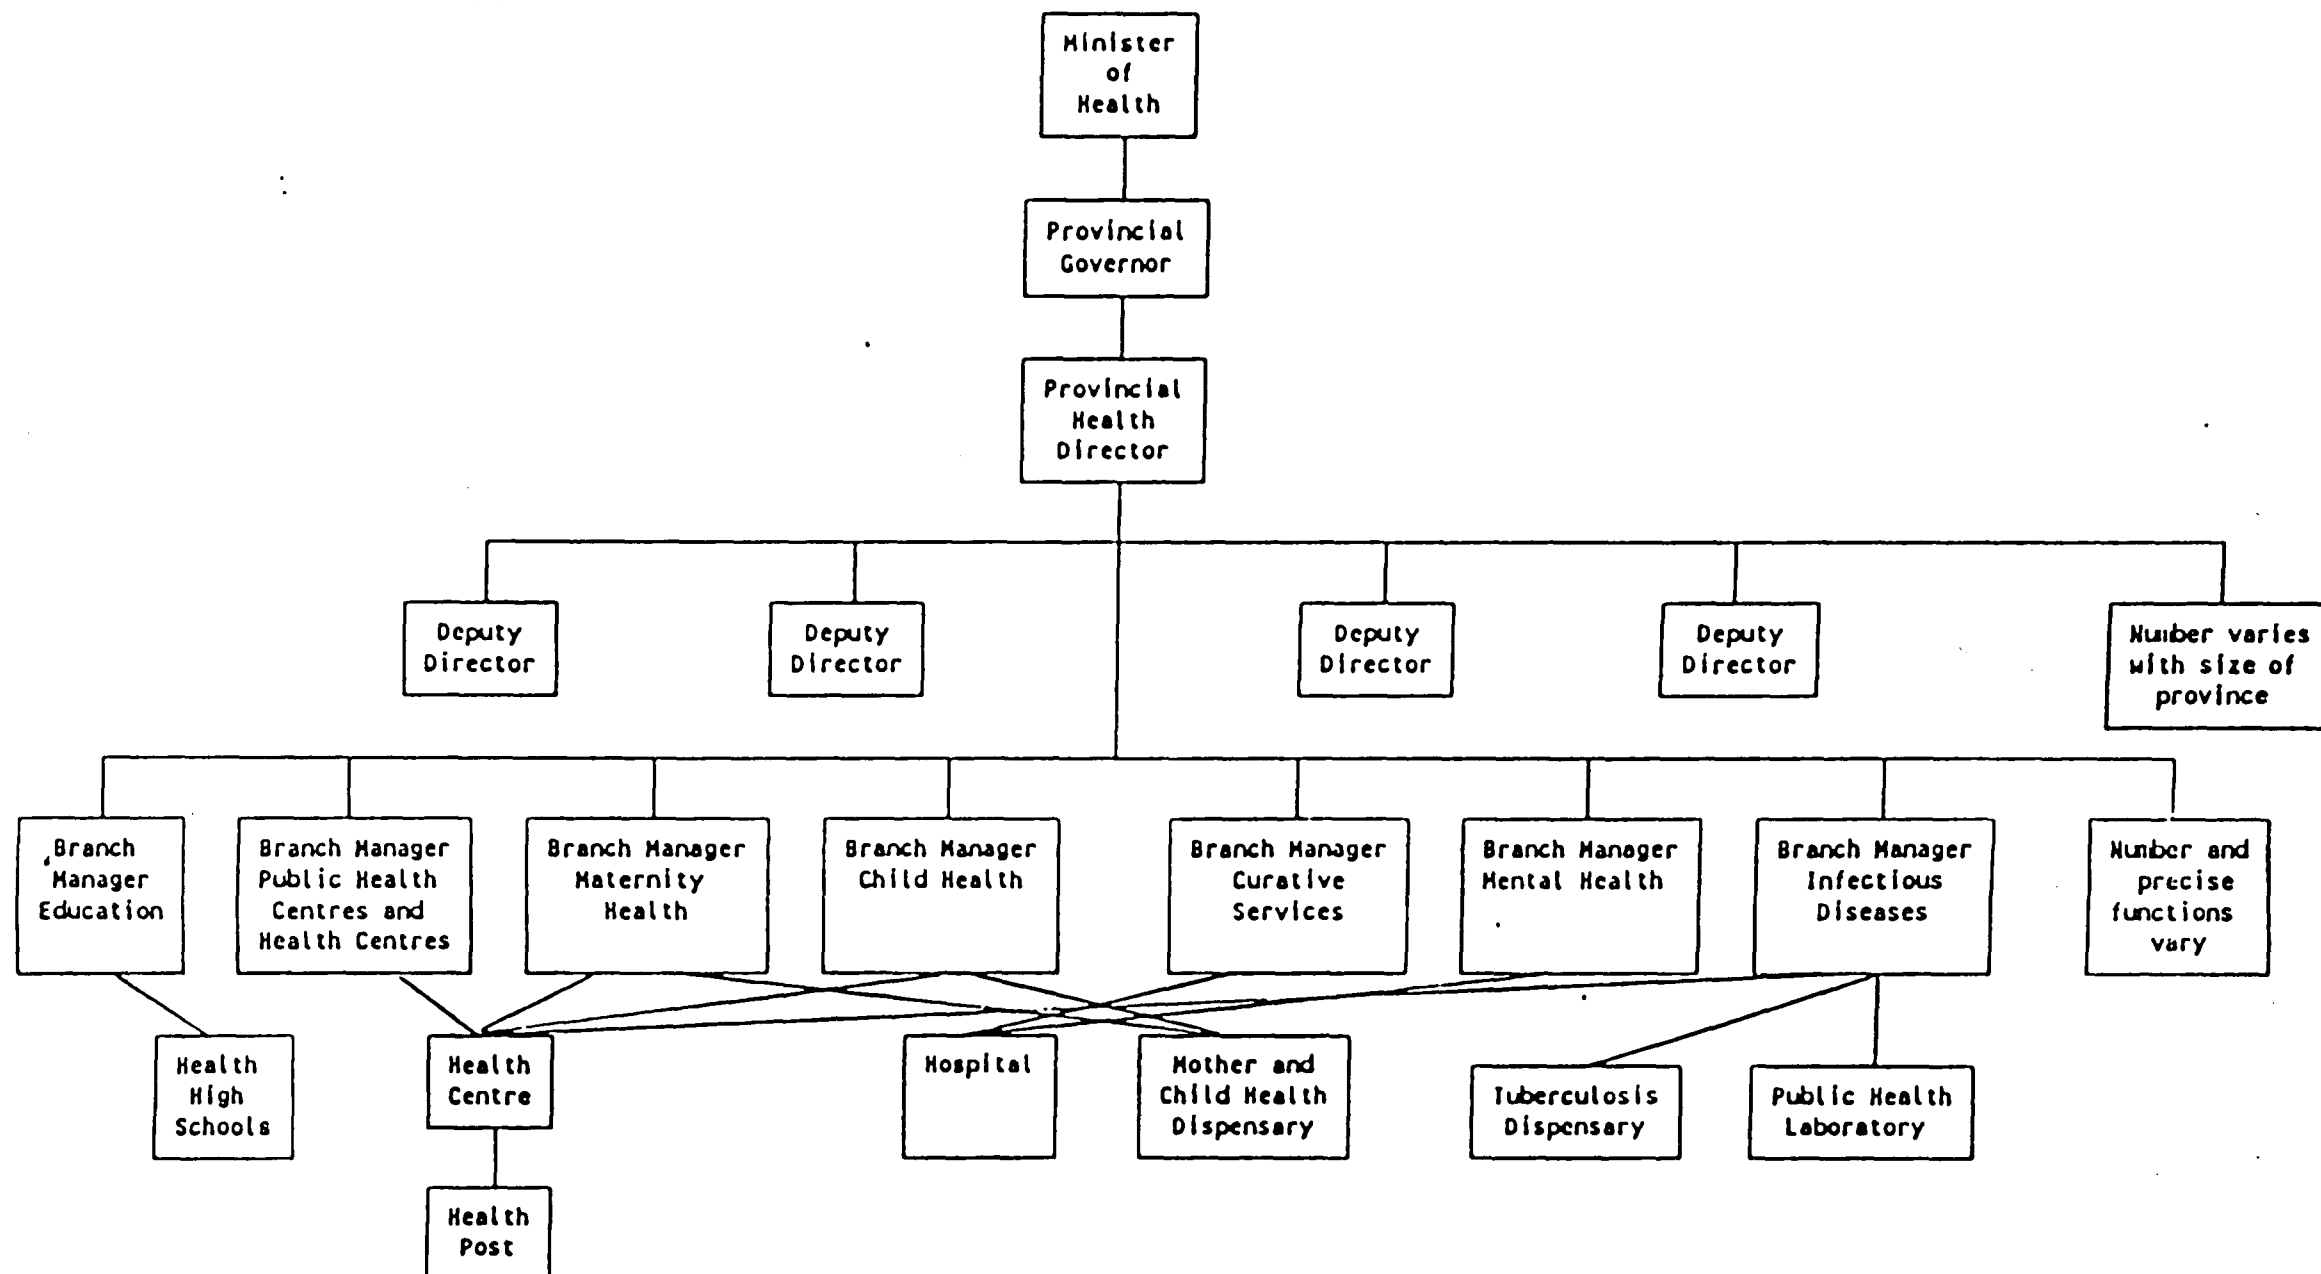 Minister
of
Health
Provincial
Governor
Provincial
Health
Director
Deputy
Director
Deputy
Director
Deputy
Director
Deputy
Director
Number varies
with size of
province
Branch
Manager
Education
Branch Manager
Public Health
Centres and
Health Centres
Branch Manager
Maternity
Health
Branch Manager
Child Health
Branch Manager
Curative
Services
Branch Manager
Mental Health
Branch Manager
Infectious
Diseases
Number and
precise
functions
vary
Health
High
Schools
Health
Centre
Hospital
Mother and
Child Health
Dispensary
Tuberculosis
Dispensary
Public Health
Laboratory
Health
Post